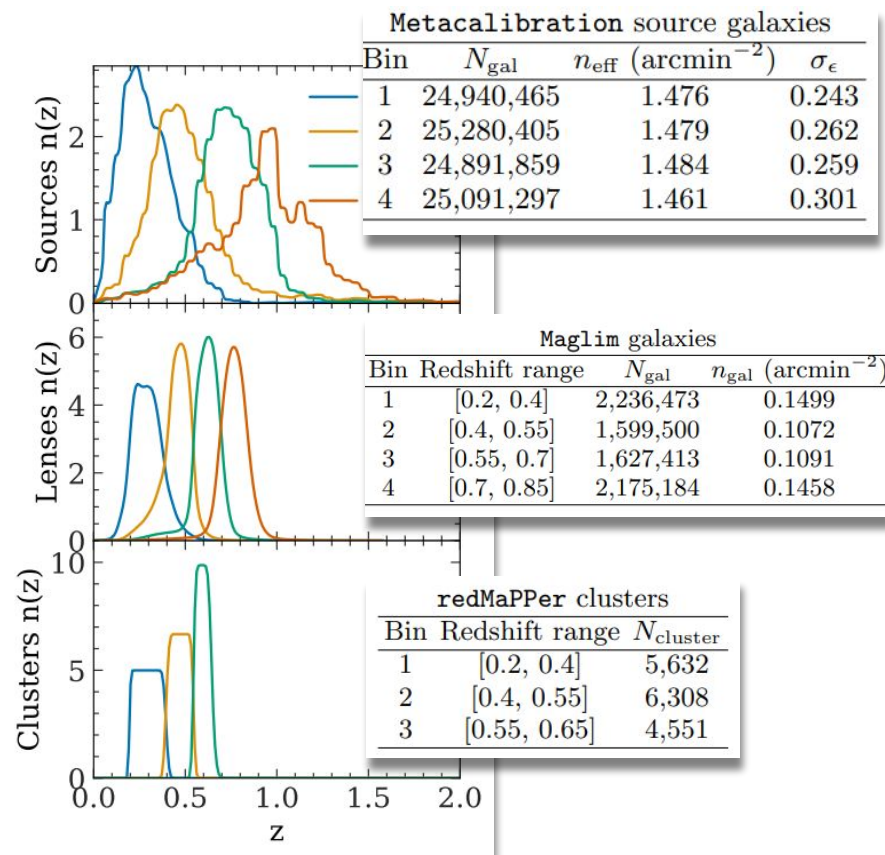 Metacalibration source galaxies
Bin N_gal n_eff (arcmin⁻²) σ_ϵ
1 24,940,465 1.476 0.243
2 25,280,405 1.479 0.262
3 24,891,859 1.484 0.259
4 25,091,297 1.461 0.301
Sources n(z)
2
1
0
Maglim galaxies
Bin Redshift range N_gal n_gal (arcmin⁻²)
1 [0.2, 0.4] 2,236,473 0.1499
2 [0.4, 0.55] 1,599,500 0.1072
3 [0.55, 0.7] 1,627,413 0.1091
4 [0.7, 0.85] 2,175,184 0.1458
Lenses n(z)
6
4
2
0
redMaPPer clusters
Bin Redshift range N_cluster
1 [0.2, 0.4] 5,632
2 [0.4, 0.55] 6,308
3 [0.55, 0.65] 4,551
Clusters n(z)
10
5
0
0.0 0.5 1.0 1.5 2.0
z